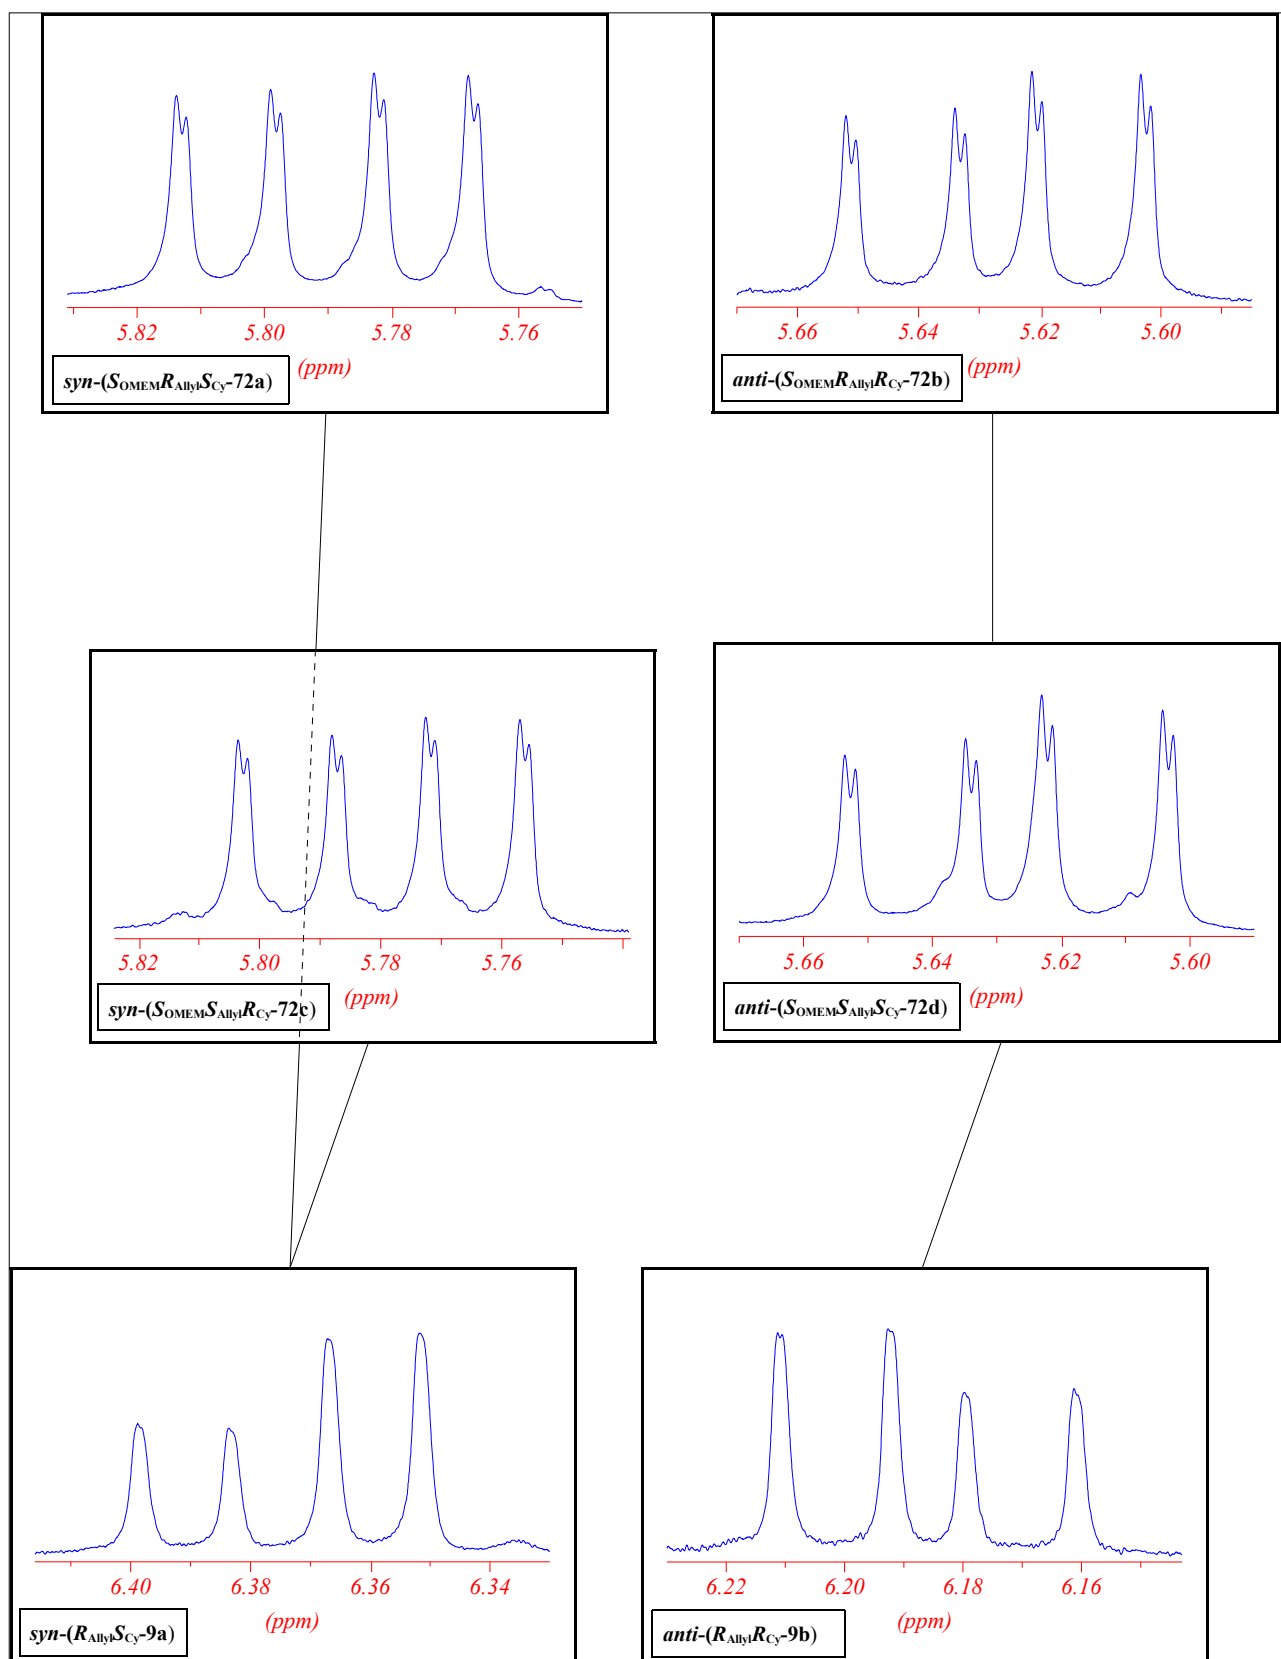 5.82 5.80 5.78 5.76
(ppm)
syn-(SOMEMRAllylSCy-72a)
5.66 5.64 5.62 5.60
(ppm)
anti-(SOMEMRAllylRCy-72b)
5.82 5.80 5.78 5.76
(ppm)
syn-(SOMEMSAllylRCy-72c)
5.66 5.64 5.62 5.60
(ppm)
anti-(SOMEMSAllylSCy-72d)
6.40 6.38 6.36 6.34
(ppm)
syn-(RAllylSCy-9a)
6.22 6.20 6.18 6.16
(ppm)
anti-(RAllylRCy-9b)